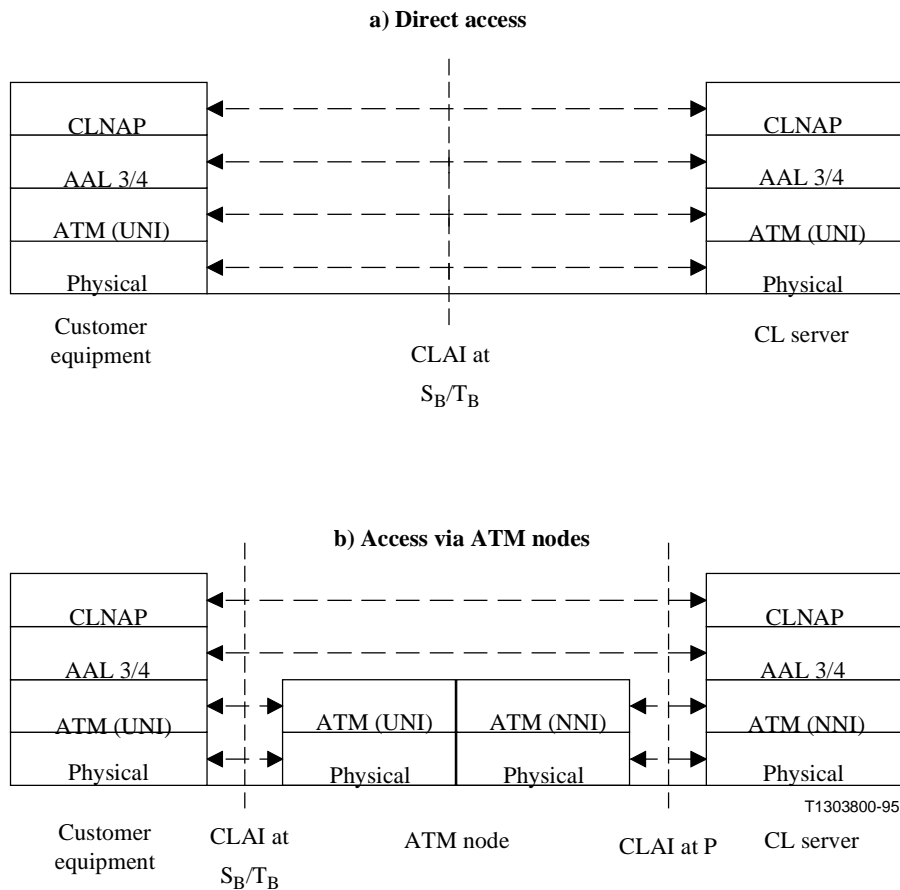 a) Direct access
CLNAP CLNAP
AAL 3/4 AAL 3/4
ATM (UNI) ATM (UNI)
Physical Physical
Customer
equipment
CLAI at
S_B/T_B
CL server
b) Access via ATM nodes
CLNAP CLNAP
AAL 3/4 AAL 3/4
ATM (UNI) ATM (UNI) ATM (NNI) ATM (NNI)
Physical Physical Physical Physical
T1303800-95
Customer
equipment
CLAI at
S_B/T_B
ATM node
CLAI at P
CL server